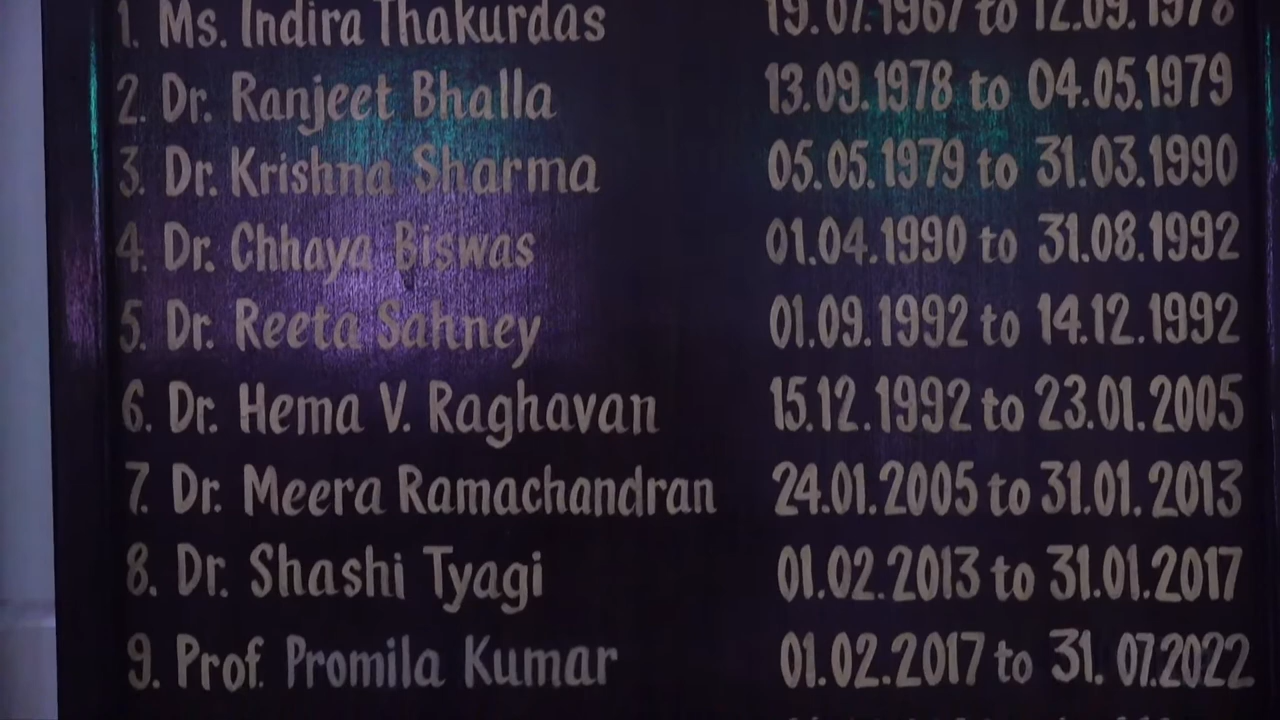 1. Ms. Indira Thakurdas 19.07.1967 to 12.09.1978
2. Dr. Ranjeet Bhalla 13.09.1978 to 04.05.1979
3. Dr. Krishna Sharma 05.05.1979 to 31.03.1990
4. Dr. Chhaya Biswas 01.04.1990 to 31.08.1992
5. Dr. Reeta Sahney 01.09.1992 to 14.12.1992
6. Dr. Hema V. Raghavan 15.12.1992 to 23.01.2005
7. Dr. Meera Ramachandran 24.01.2005 to 31.01.2013
8. Dr. Shashi Tyagi 01.02.2013 to 31.01.2017
9. Prof. Promila Kumar 01.02.2017 to 31. 07.2022